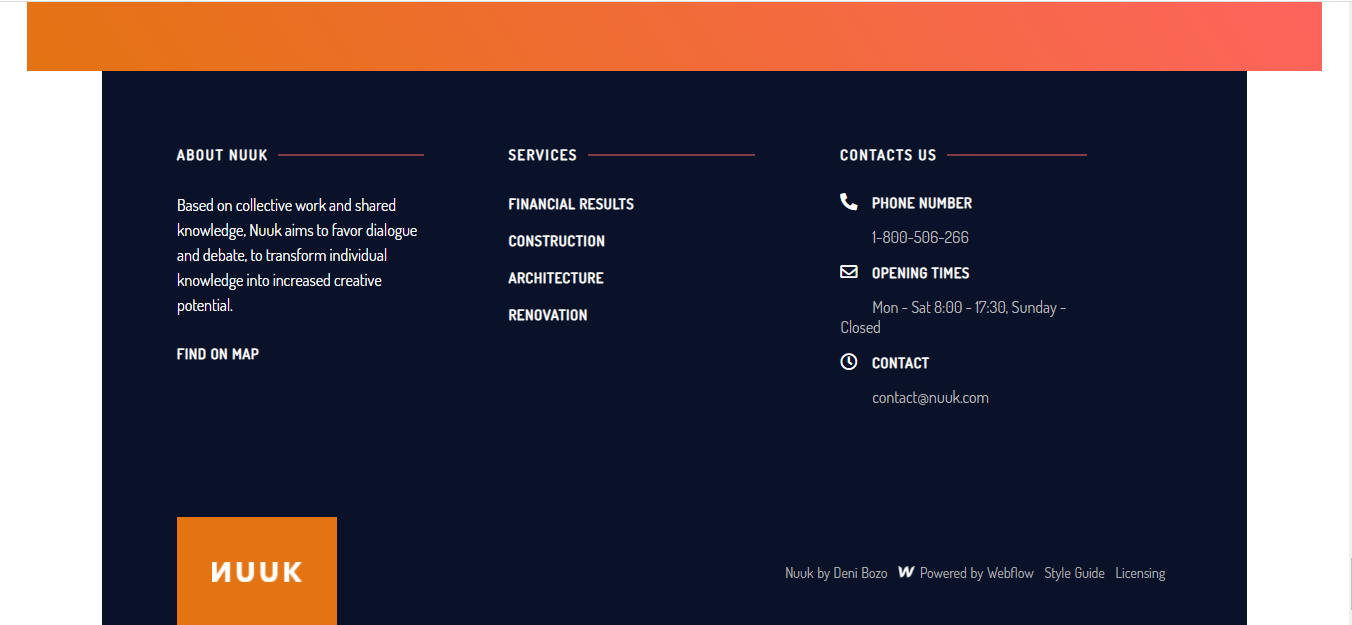 ABOUT NUUK
Based on collective work and shared
knowledge, Nuuk aims to favor dialogue
and debate, to transform individual
knowledge into increased creative
potential.
FIND ON MAP
SERVICES
FINANCIAL RESULTS
CONSTRUCTION
ARCHITECTURE
RENOVATION
CONTACTS US
PHONE NUMBER
1-800-506-266
OPENING TIMES
Mon - Sat 8:00 - 17:30, Sunday -
Closed
CONTACT
contact@nuuk.com
NUUK
Nuuk by Deni Bozo W Powered by Webflow Style Guide Licensing